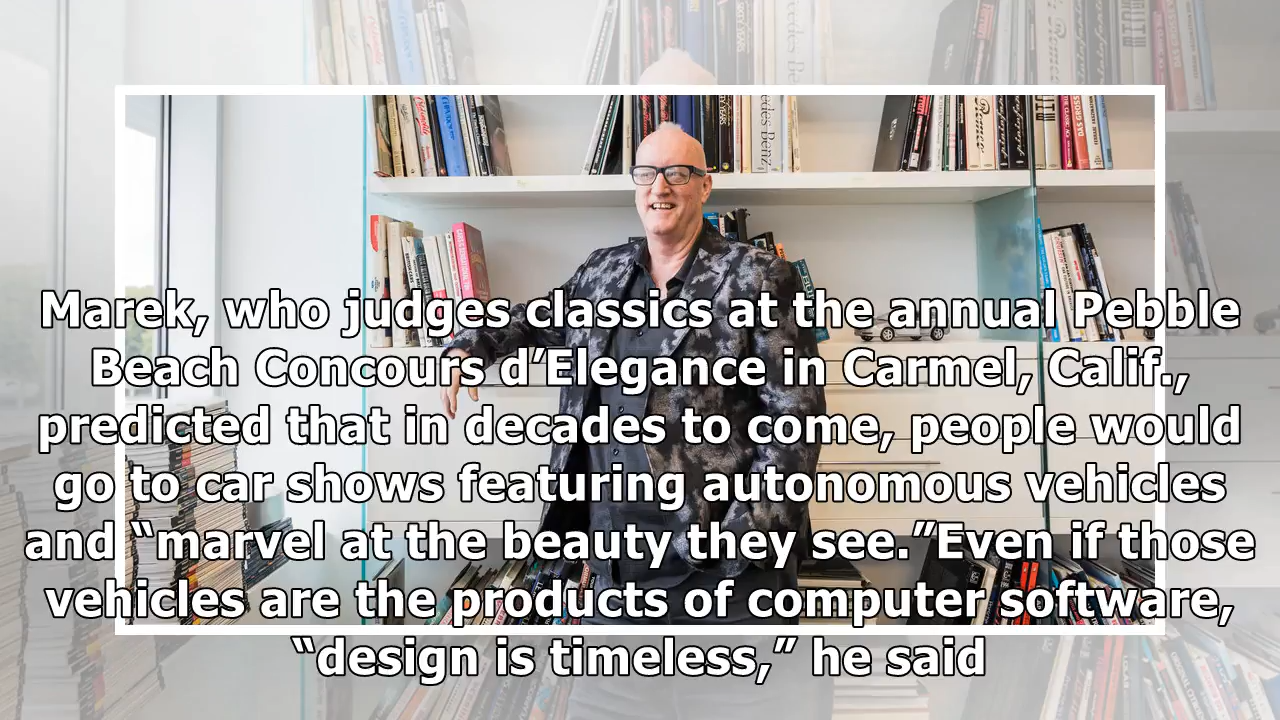 Marek, who judges classics at the annual Pebble
Beach Concours d’Elegance in Carmel, Calif.,
predicted that in decades to come, people would
go to car shows featuring autonomous vehicles
and “marvel at the beauty they see.”Even if those
vehicles are the products of computer software,
“design is timeless,” he said
Mercedes Benz